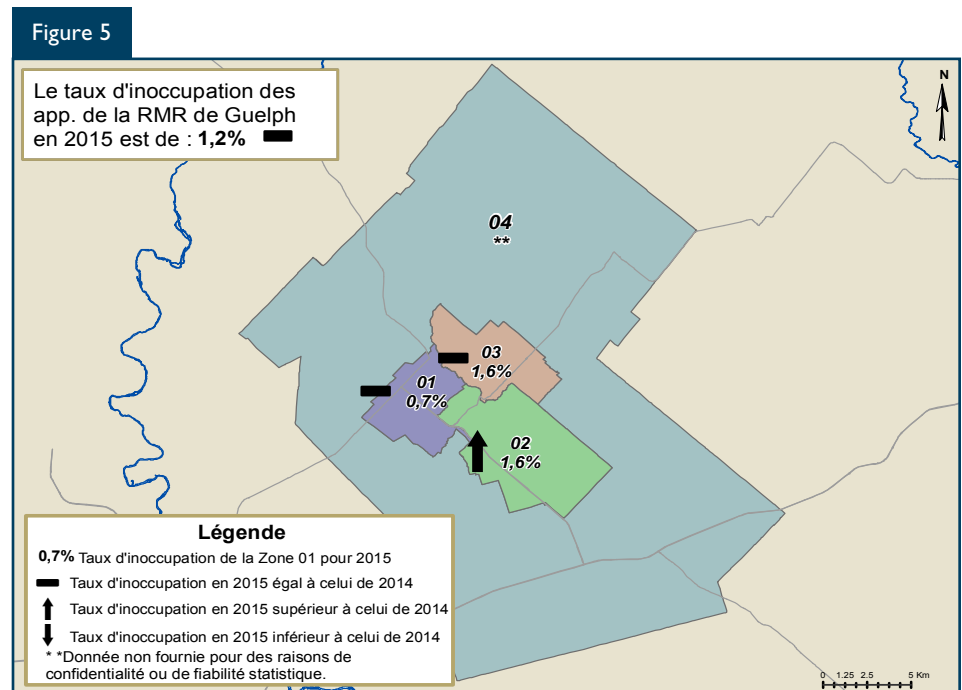 Figure 5
Le taux d'inoccupation des
app. de la RMR de Guelph
en 2015 est de : 1,2%
N
04
**
03
1,6%
01
0,7%
02
1,6%
Légende
0,7% Taux d'inoccupation de la Zone 01 pour 2015
Taux d'inoccupation en 2015 égal à celui de 2014
Taux d'inoccupation en 2015 supérieur à celui de 2014
Taux d'inoccupation en 2015 inférieur à celui de 2014
* *Donnée non fournie pour des raisons de
confidentialité ou de fiabilité statistique.
0 1.25 2.5 5 Km